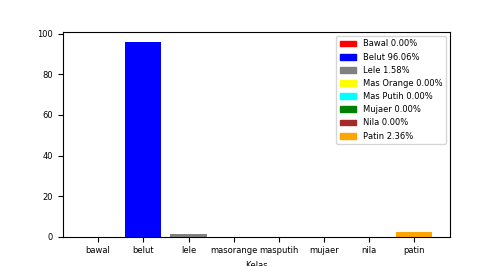 100
80
60
40
20
0
Bawal 0.00%
Belut 96.06%
Lele 1.58%
Mas Orange 0.00%
Mas Putih 0.00%
Mujaer 0.00%
Nila 0.00%
Patin 2.36%
bawal belut lele masorange masputih mujaer nila patin
Kelas